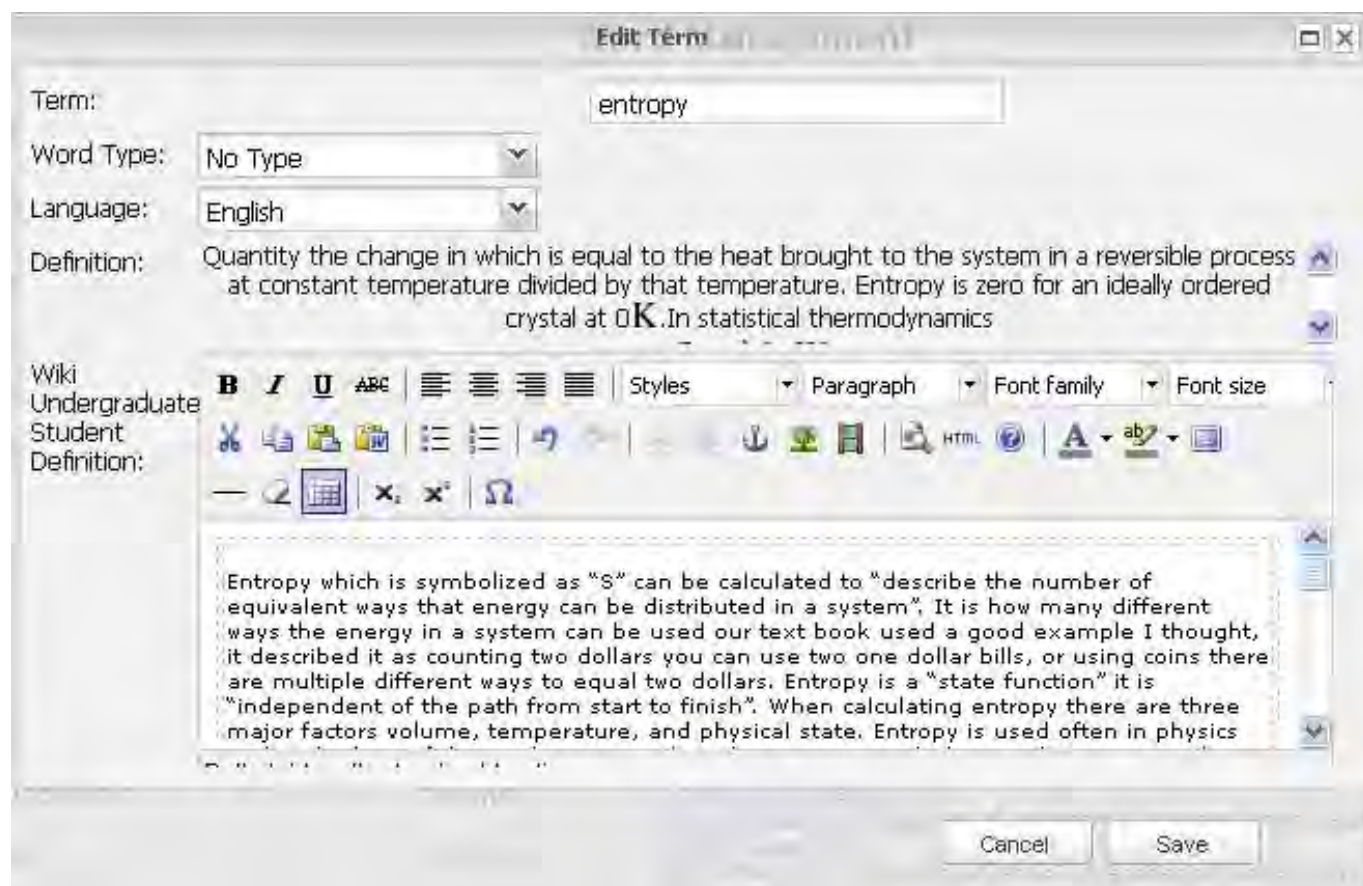 Edit Term
Term:
entropy
Word Type:
No Type
Language:
English
Definition:
Quantity the change in which is equal to the heat brought to the system in a reversible process
at constant temperature divided by that temperature. Entropy is zero for an ideally ordered
crystal at 0K.In statistical thermodynamics
Wiki
Undergraduate
Student
Definition:
B I U ABC Styles Paragraph Font family Font size
HTML A ab
x₂ x² Ω
Entropy which is symbolized as “S” can be calculated to “describe the number of
equivalent ways that energy can be distributed in a system”. It is how many different
ways the energy in a system can be used our text book used a good example I thought,
it described it as counting two dollars you can use two one dollar bills, or using coins there
are multiple different ways to equal two dollars. Entropy is a “state function” it is
“independent of the path from start to finish”. When calculating entropy there are three
major factors volume, temperature, and physical state. Entropy is used often in physics
Cancel
Save